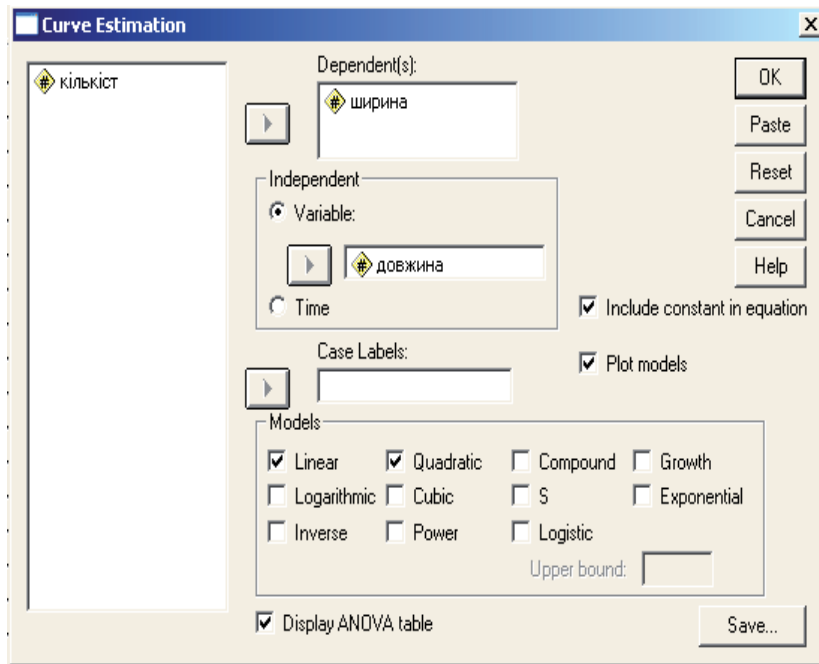 Curve Estimation
кількіст
Dependent(s):
ширина
OK
Paste
Reset
Cancel
Help
Independent
Variable:
довжина
Time
Include constant in equation
Case Labels:
Plot models
Models
Linear Quadratic Compound Growth
Logarithmic Cubic S Exponential
Inverse Power Logistic
Upper bound:
Display ANOVA table
Save...